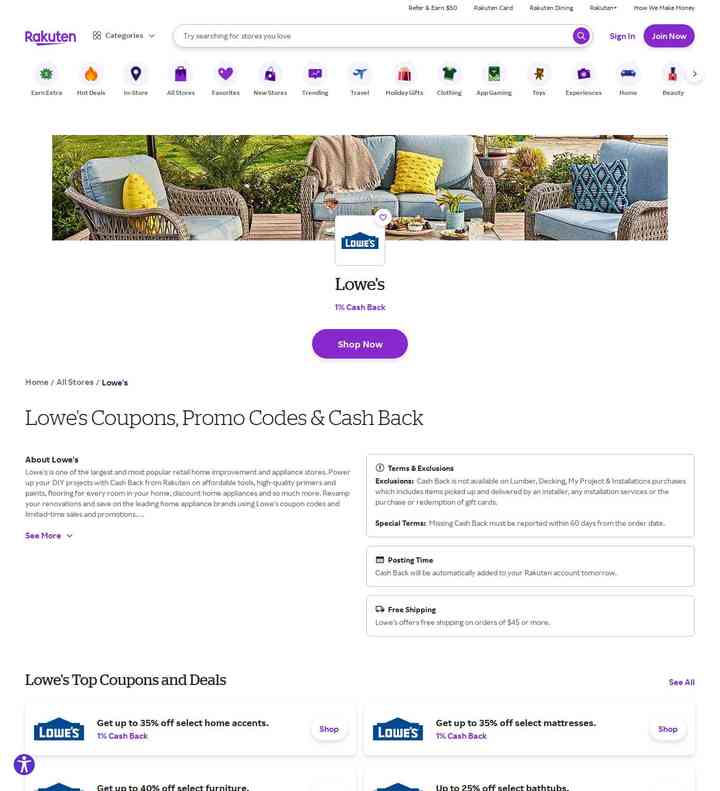 Refer & Earn $50 Rakuten Card Rakuten Dining Rakuten+ How We Make Money
Rakuten Categories Try searching for stores you love Sign In Join Now
Earn Extra Hot Deals In-Store All Stores Favorites New Stores Trending Travel Holiday Gifts Clothing App Gaming Toys Experiences Home Beauty
LOWE'S
Lowe's
1% Cash Back
Shop Now
Home / All Stores / Lowe's
Lowe's Coupons, Promo Codes & Cash Back
About Lowe's
Lowe's is one of the largest and most popular retail home improvement and appliance stores. Power
up your DIY projects with Cash Back from Rakuten on affordable tools, high-quality primers and
paints, flooring for every room in your home, discount home appliances and so much more. Revamp
your renovations and save on the leading home appliance brands using Lowe's coupon codes and
limited-time sales and promotions....
See More
Terms & Exclusions
Exclusions: Cash Back is not available on Lumber, Decking, My Project & Installations purchases
which includes items picked up and delivered by an installer, any installation services or the
purchase or redemption of gift cards.
Special Terms: Missing Cash Back must be reported within 60 days from the order date.
Posting Time
Cash Back will be automatically added to your Rakuten account tomorrow.
Free Shipping
Lowe's offers free shipping on orders of $45 or more.
Lowe's Top Coupons and Deals See All
LOWE'S Get up to 35% off select home accents. Shop
1% Cash Back
LOWE'S Get up to 35% off select mattresses. Shop
1% Cash Back
Get up to 40% off select furniture.
Up to 25% off select bathtubs.